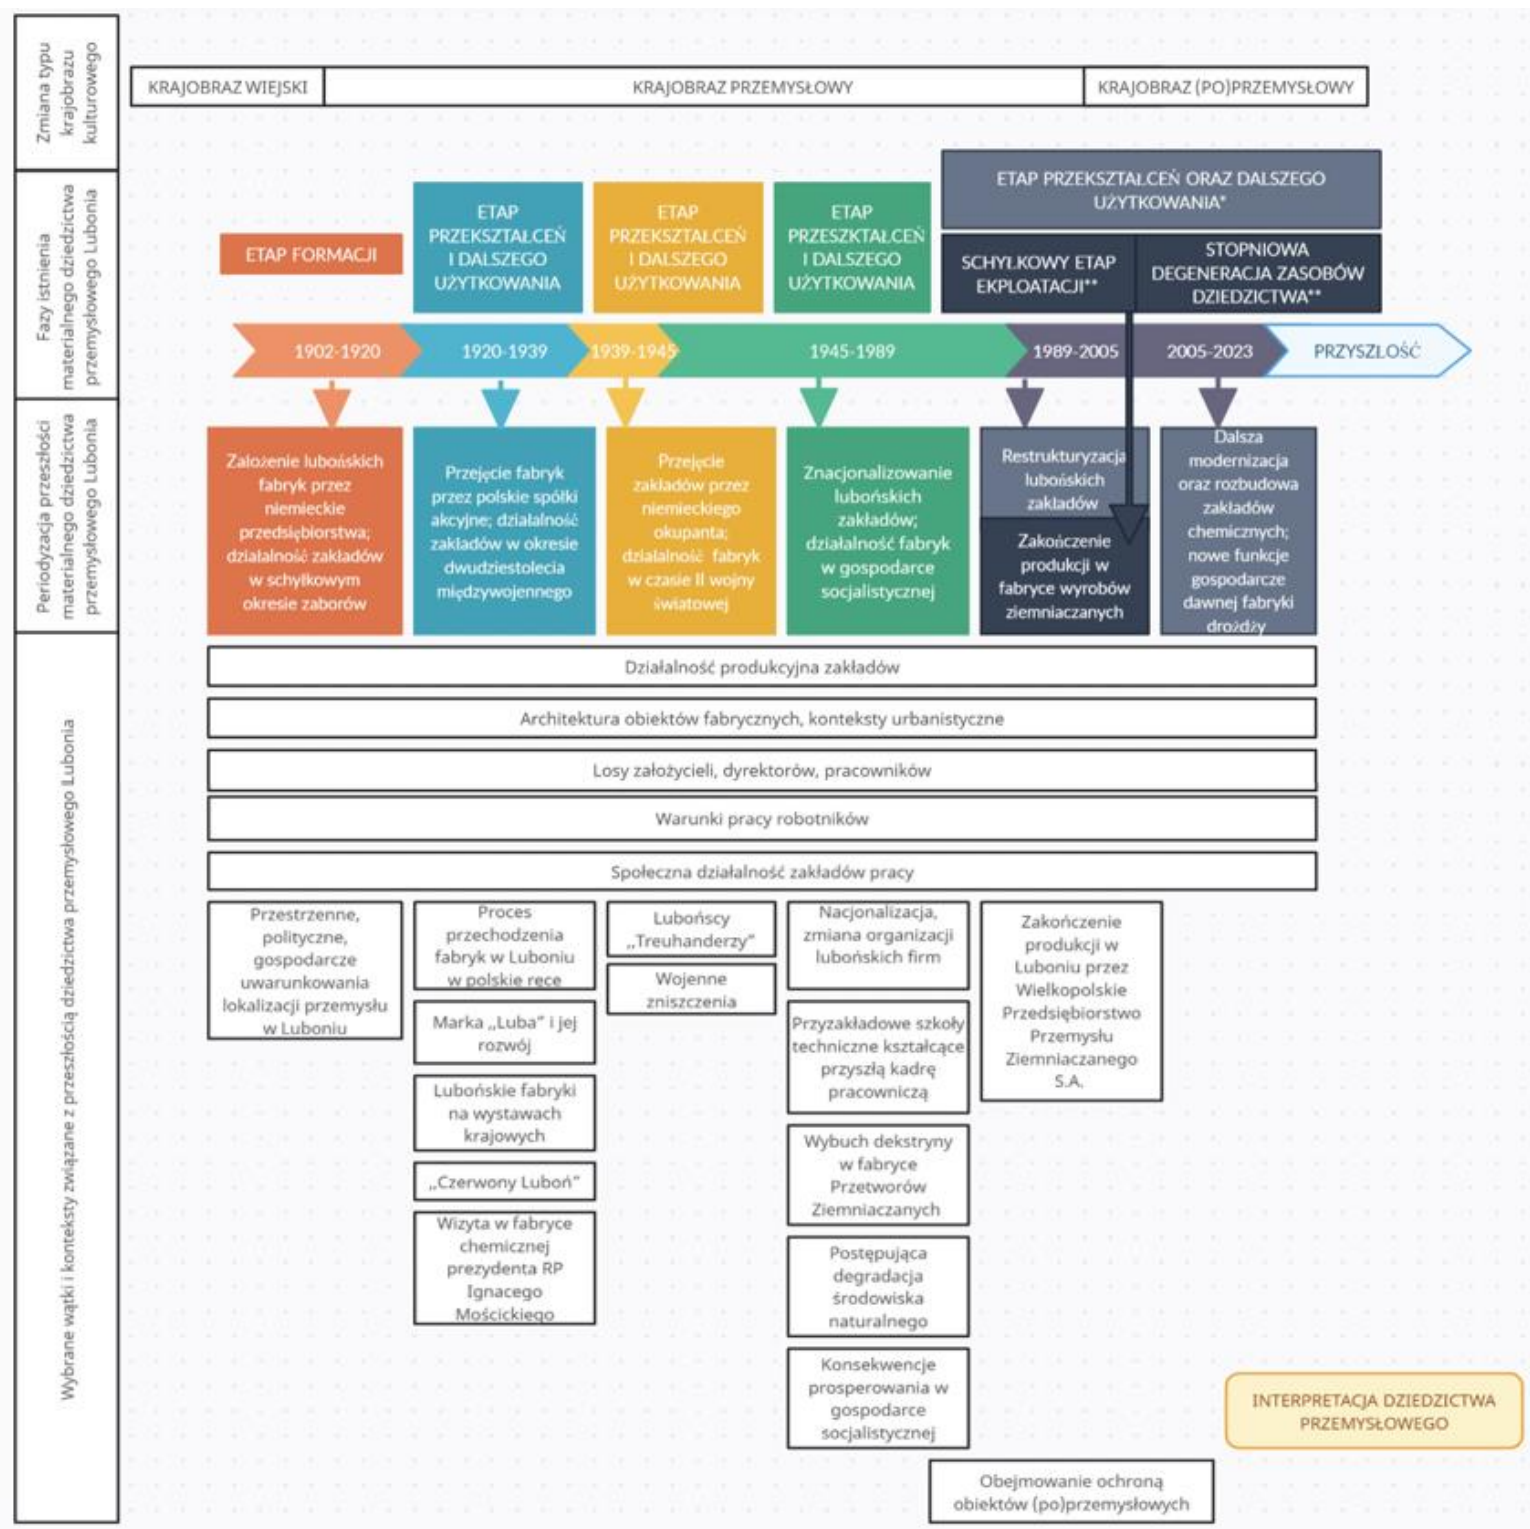 Zmiana typu
krajobrazu
kulturowego
KRAJOBRAZ WIEJSKI
KRAJOBRAZ PRZEMYSŁOWY
KRAJOBRAZ (PO)PRZEMYSŁOWY
Fazy istnienia
materialnego dziedzictwa
przemysłowego Lubonia
ETAP FORMACJI
ETAP
PRZEKSZTAŁCEŃ
I DALSZEGO
UŻYTKOWANIA
ETAP
PRZEKSZTAŁCEŃ
I DALSZEGO
UŻYTKOWANIA
ETAP
PRZESZKTAŁCEŃ
I DALSZEGO
UŻYTKOWANIA
ETAP PRZEKSZTAŁCEŃ ORAZ DALSZEGO
UŻYTKOWANIA*
SCHYŁKOWY ETAP
EKPLOATACJI**
STOPNIOWA
DEGENERACJA ZASOBÓW
DZIEDZICTWA**
1902-1920
1920-1939
1939-1945
1945-1989
1989-2005
2005-2023
PRZYSZŁOŚĆ
Periodyzacja przeszłości
materialnego dziedzictwa
przemysłowego Lubonia
Założenie lubońskich
fabryk przez
niemieckie
przedsiębiorstwa;
działalność zakładów
w schyłkowym
okresie zaborów
Przejęcie fabryk
przez polskie spółki
akcyjne; działalność
zakładów w okresie
dwudziestolecia
międzywojennego
Przejęcie
zakładów przez
niemieckiego
okupanta;
działalność fabryk
w czasie II wojny
światowej
Znacjonalizowanie
lubońskich
zakładów;
działalność fabryk
w gospodarce
socjalistycznej
Restrukturyzacja
lubońskich
zakładów
Zakończenie
produkcji w
fabryce wyrobów
ziemniaczanych
Dalsza
modernizacja
oraz rozbudowa
zakładów
chemicznych;
nowe funkcje
gospodarcze
dawnej fabryki
drożdży
Wybrane wątki i konteksty związane z przeszłością dziedzictwa przemysłowego Lubonia
Działalność produkcyjna zakładów
Architektura obiektów fabrycznych, konteksty urbanistyczne
Losy założycieli, dyrektorów, pracowników
Warunki pracy robotników
Społeczna działalność zakładów pracy
Przestrzenne,
polityczne,
gospodarcze
uwarunkowania
lokalizacji przemysłu
w Luboniu
Proces
przechodzenia
fabryk w Luboniu
w polskie ręce
Marka „Luba” i jej
rozwój
Lubońskie fabryki
na wystawach
krajowych
„Czerwony Luboń”
Wizyta w fabryce
chemicznej
prezydenta RP
Ignacego
Mościckiego
Lubońscy
„Treuhanderzy”
Wojenne
zniszczenia
Nacjonalizacja,
zmiana organizacji
lubońskich firm
Przyzakładowe szkoły
techniczne kształcące
przyszłą kadrę
pracowniczą
Wybuch dekstryny
w fabryce
Przetworów
Ziemniaczanych
Postępująca
degradacja
środowiska
naturalnego
Konsekwencje
prosperowania w
gospodarce
socjalistycznej
Zakończenie
produkcji w
Luboniu przez
Wielkopolskie
Przedsiębiorstwo
Przemysłu
Ziemniaczanego
S.A.
INTERPRETACJA DZIEDZICTWA
PRZEMYSŁOWEGO
Obejmowanie ochroną
obiektów (po)przemysłowych